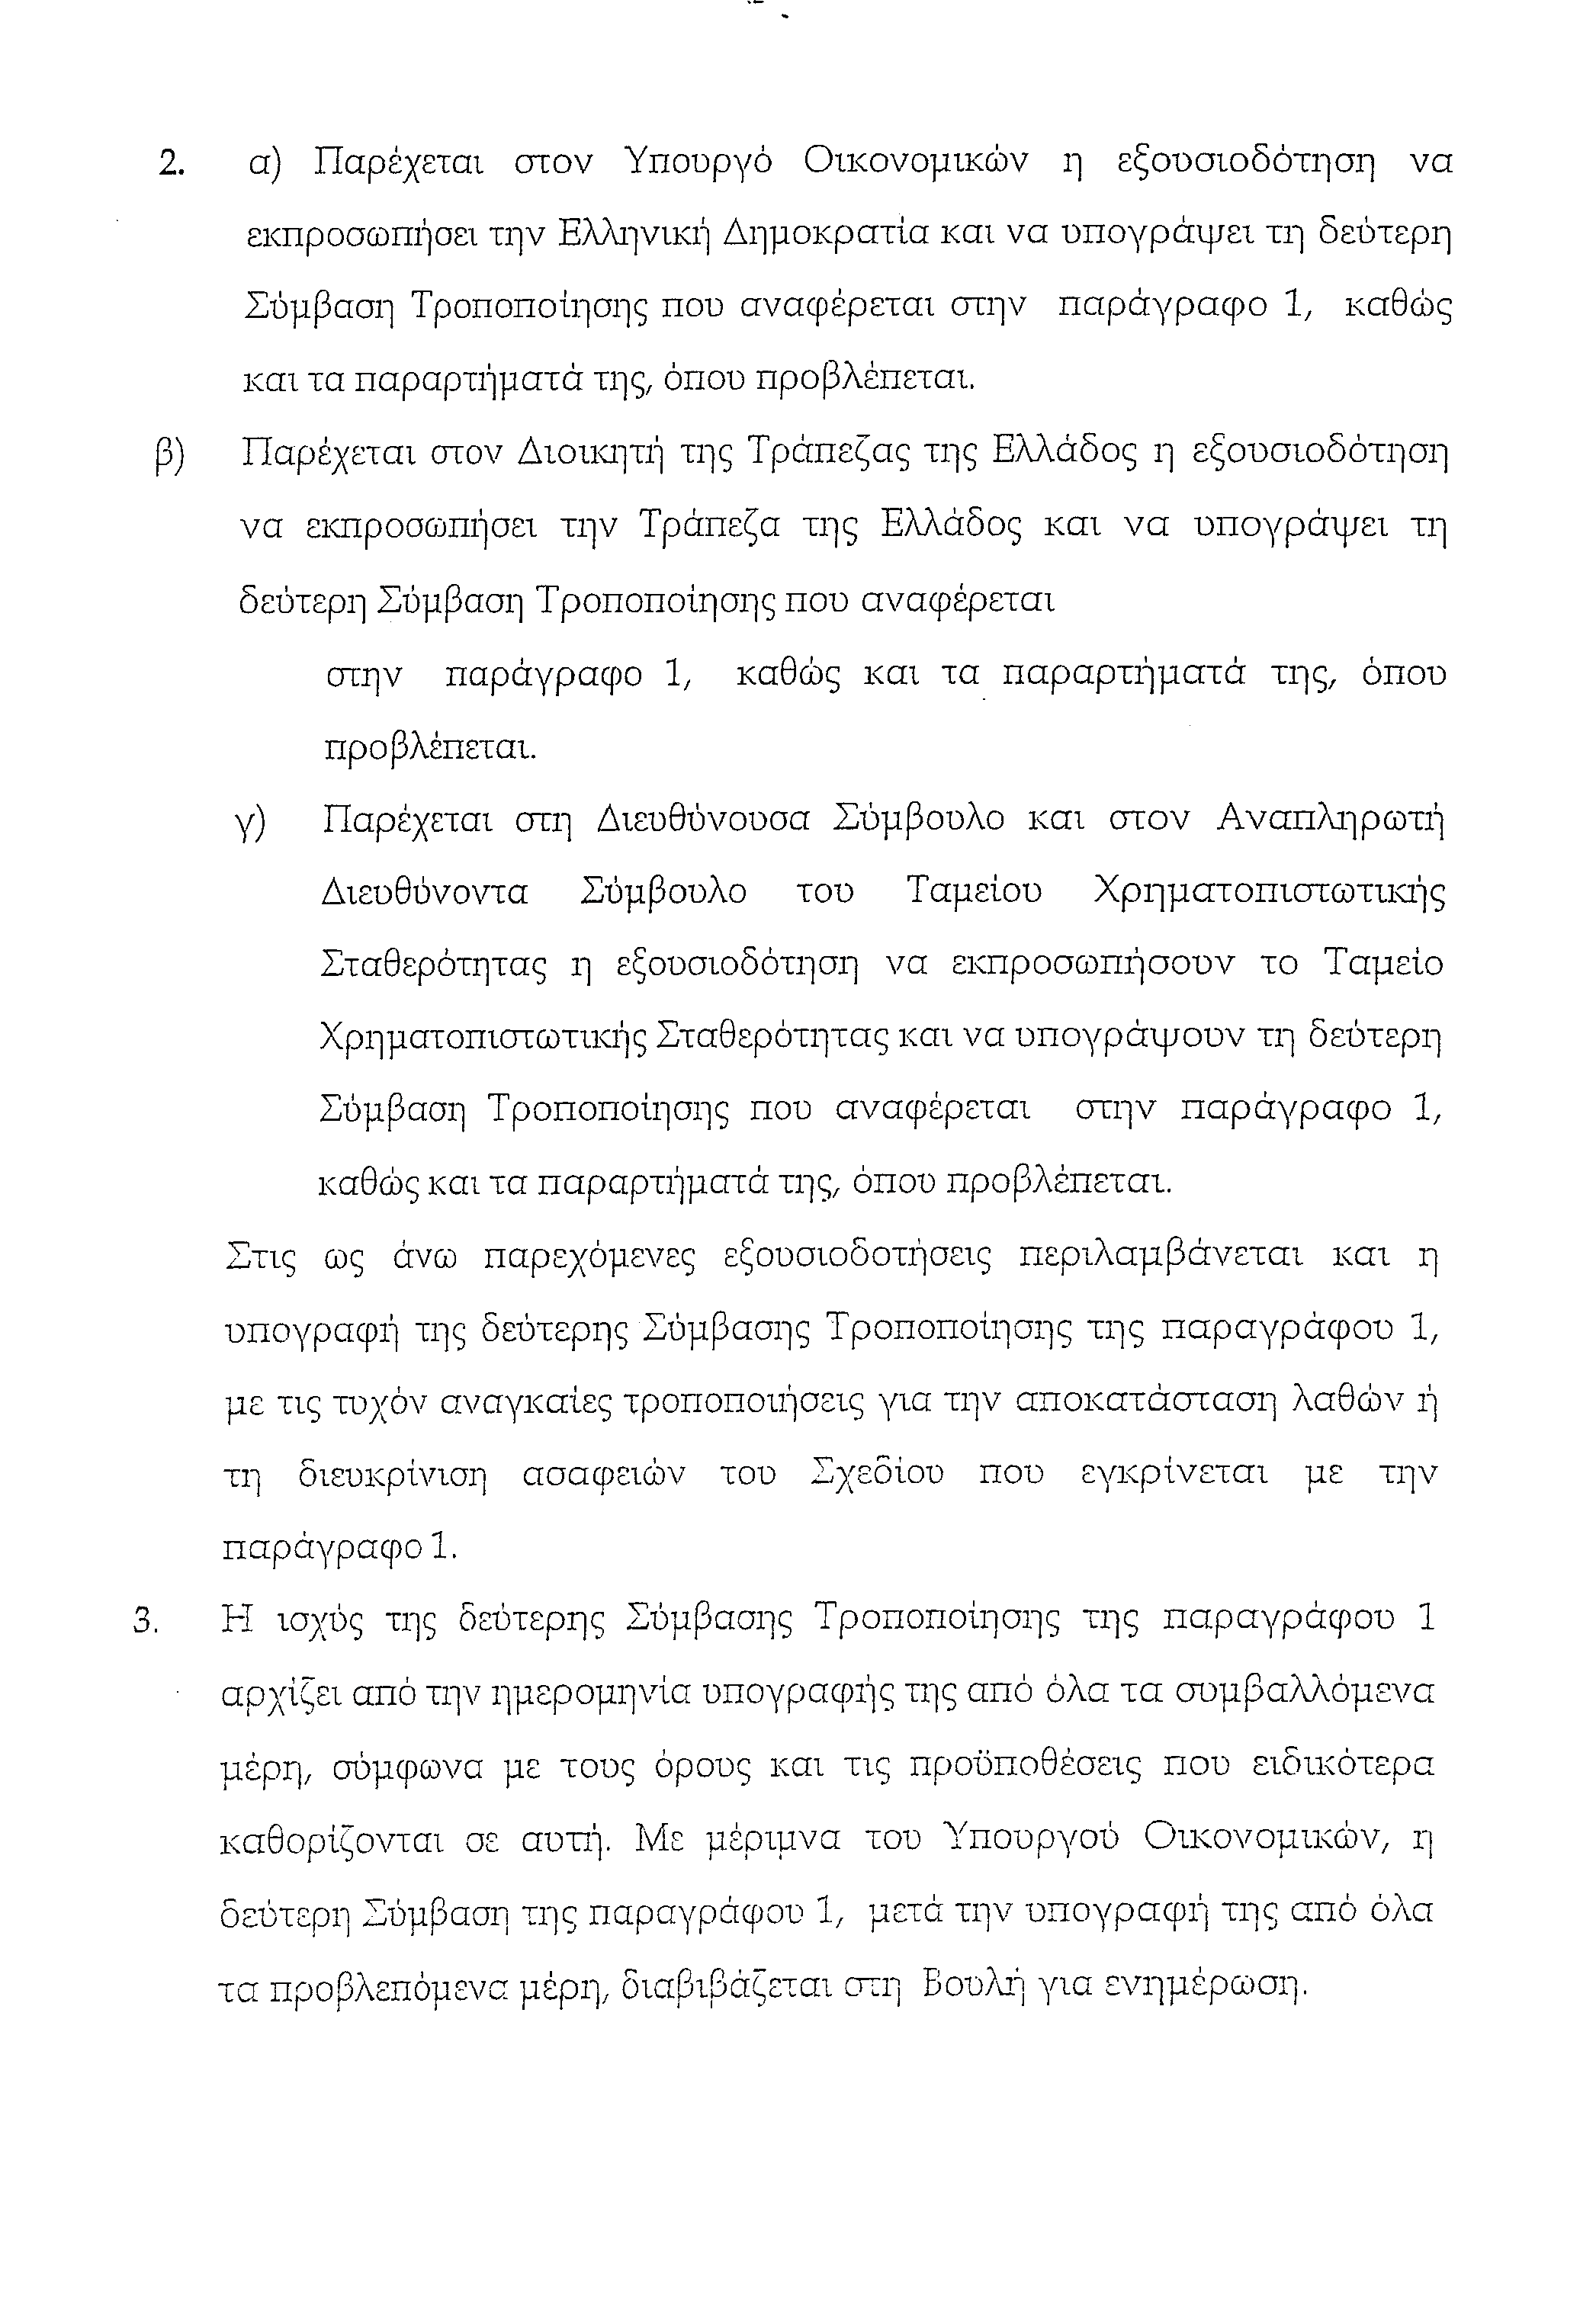 2. α) Παρέχεται στον Υπουργό Οικονομικών η εξουσιοδότηση να
εκπροσωπήσει την Ελληνική Δημοκρατία και να υπογράψει τη δεύτερη
Σύμβαση Τροποποίησης που αναφέρεται στην παράγραφο 1, καθώς
και τα παραρτήματά της, όπου προβλέπεται.
β) Παρέχεται στον Διοικητή της Τράπεζας της Ελλάδος η εξουσιοδότηση
να εκπροσωπήσει την Τράπεζα της Ελλάδος και να υπογράψει τη
δεύτερη Σύμβαση Τροποποίησης που αναφέρεται
στην παράγραφο 1, καθώς και τα παραρτήματά της, όπου
προβλέπεται.
γ) Παρέχεται στη Διευθύνουσα Σύμβουλο και στον Αναπληρωτή
Διευθύνοντα Σύμβουλο του Ταμείου Χρηματοπιστωτικής
Σταθερότητας η εξουσιοδότηση να εκπροσωπήσουν το Ταμείο
Χρηματοπιστωτικής Σταθερότητας και να υπογράψουν τη δεύτερη
Σύμβαση Τροποποίησης που αναφέρεται στην παράγραφο 1,
καθώς και τα παραρτήματά της, όπου προβλέπεται.
Στις ως άνω παρεχόμενες εξουσιοδοτήσεις περιλαμβάνεται και η
υπογραφή της δεύτερης Σύμβασης Τροποποίησης της παραγράφου 1,
με τις τυχόν αναγκαίες τροποποιήσεις για την αποκατάσταση λαθών ή
τη διευκρίνιση ασαφειών του Σχεδίου που εγκρίνεται με την
παράγραφο 1.
3. Η ισχύς της δεύτερης Σύμβασης Τροποποίησης της παραγράφου 1
αρχίζει από την ημερομηνία υπογραφής της από όλα τα συμβαλλόμενα
μέρη, σύμφωνα με τους όρους και τις προϋποθέσεις που ειδικότερα
καθορίζονται σε αυτή. Με μέριμνα του Υπουργού Οικονομικών, η
δεύτερη Σύμβαση της παραγράφου 1, μετά την υπογραφή της από όλα
τα προβλεπόμενα μέρη, διαβιβάζεται στη Βουλή για ενημέρωση.